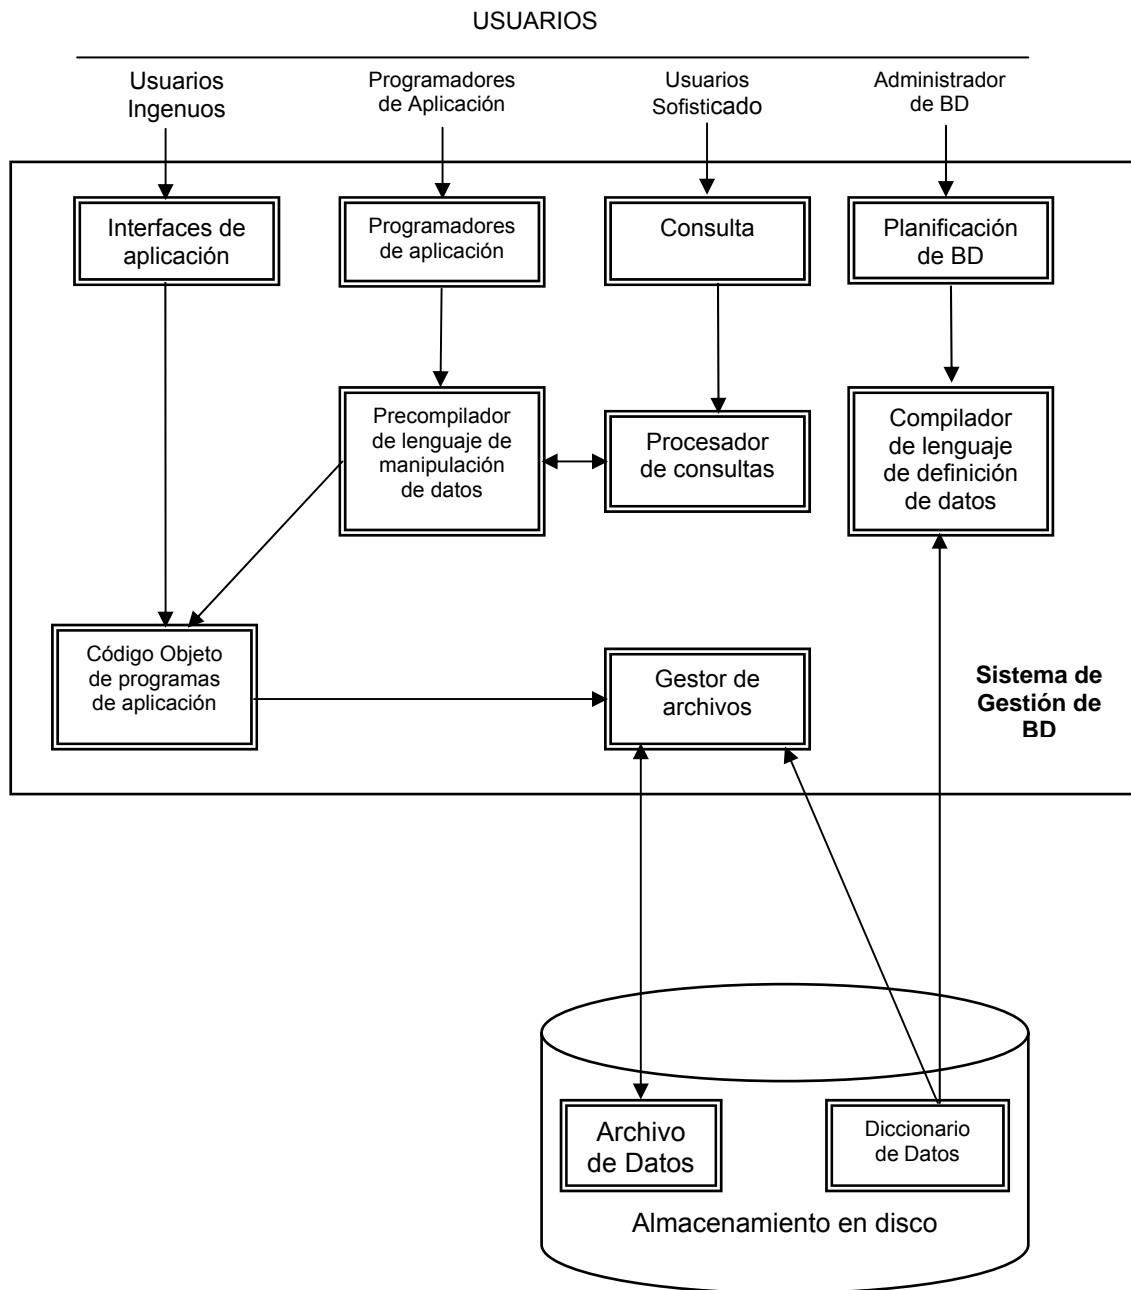 USUARIOS
Usuarios
Ingenuos
Programadores
de Aplicación
Usuarios
Sofisticado
Administrador
de BD
Interfaces de
aplicación
Programadores
de aplicación
Consulta
Planificación
de BD
Precompilador
de lenguaje de
manipulación
de datos
Procesador
de consultas
Compilador
de lenguaje
de definición
de datos
Código Objeto
de programas
de aplicación
Gestor de
archivos
Sistema de
Gestión de
BD
Archivo
de Datos
Diccionario
de Datos
Almacenamiento en disco